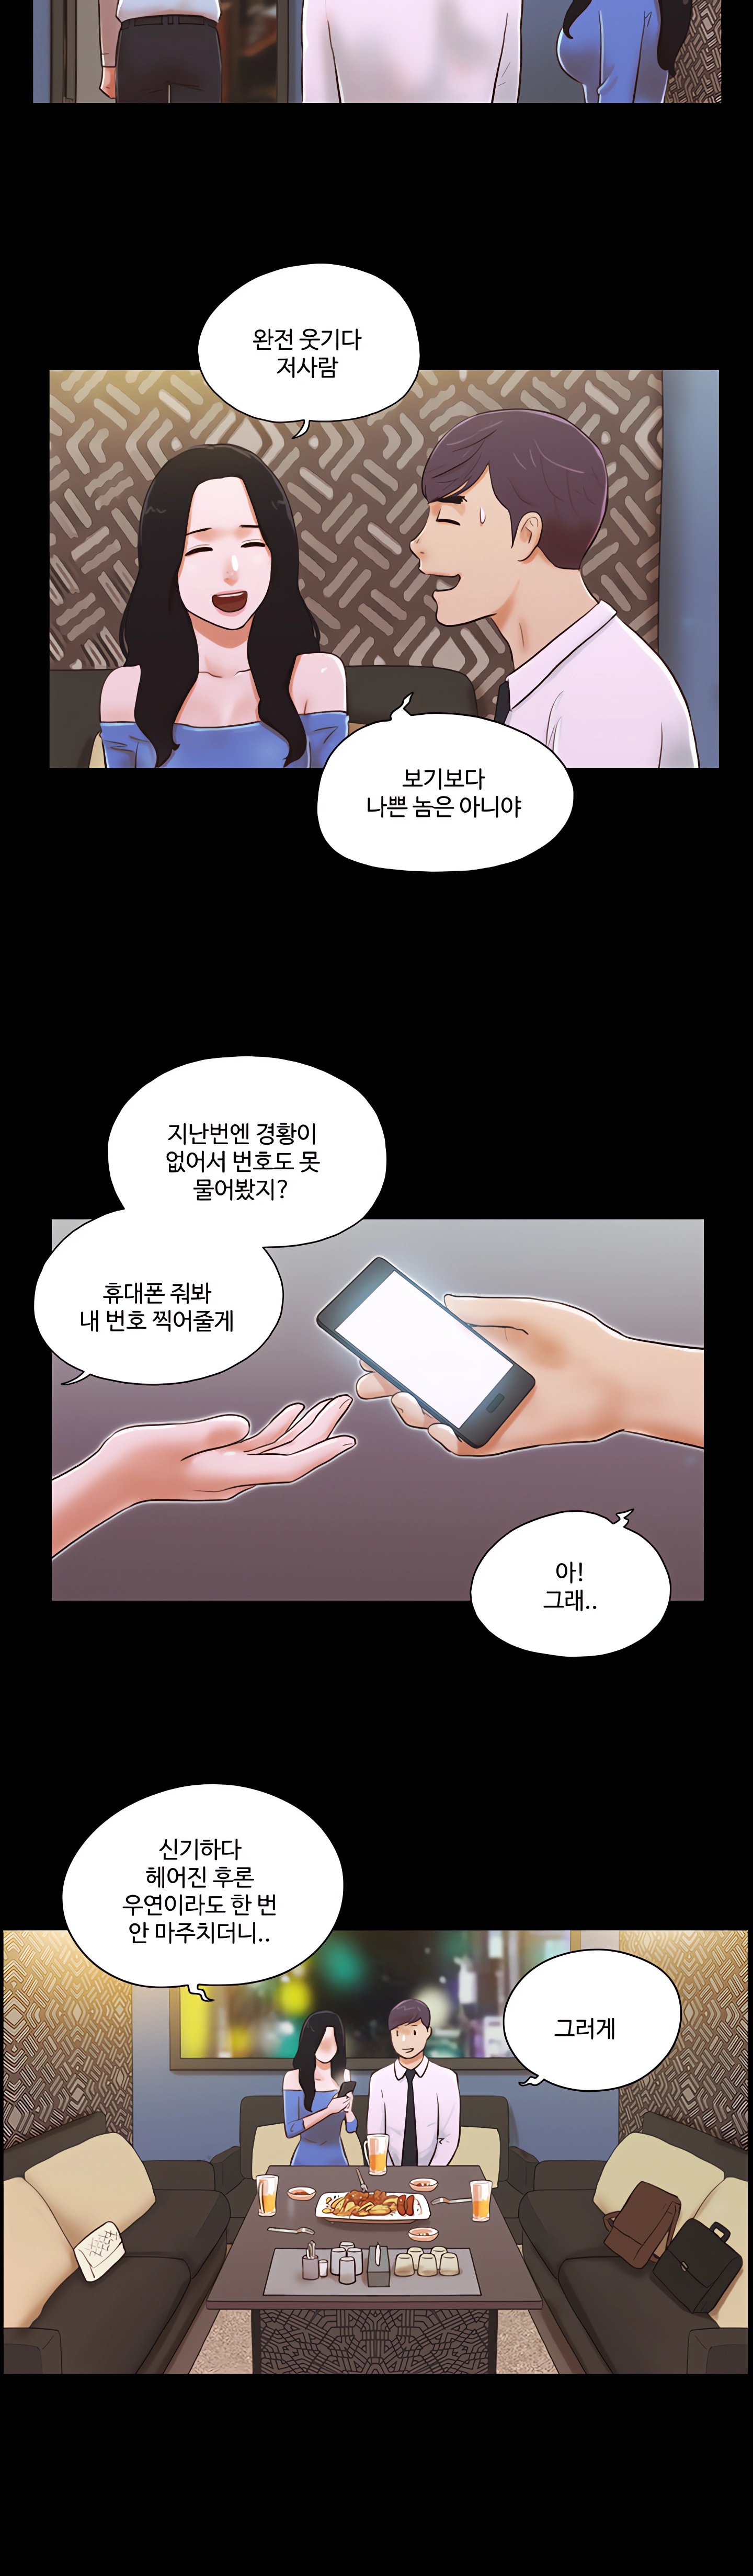 완전 웃기다
저사람
보기보다
나쁜 놈은 아니야
지난번엔 경황이
없어서 번호도 못
물어봤지?
휴대폰 줘봐
내 번호 찍어줄게
아!
그래..
신기하다
헤어진 후론
우연이라도 한 번
안 마주치더니..
그러게